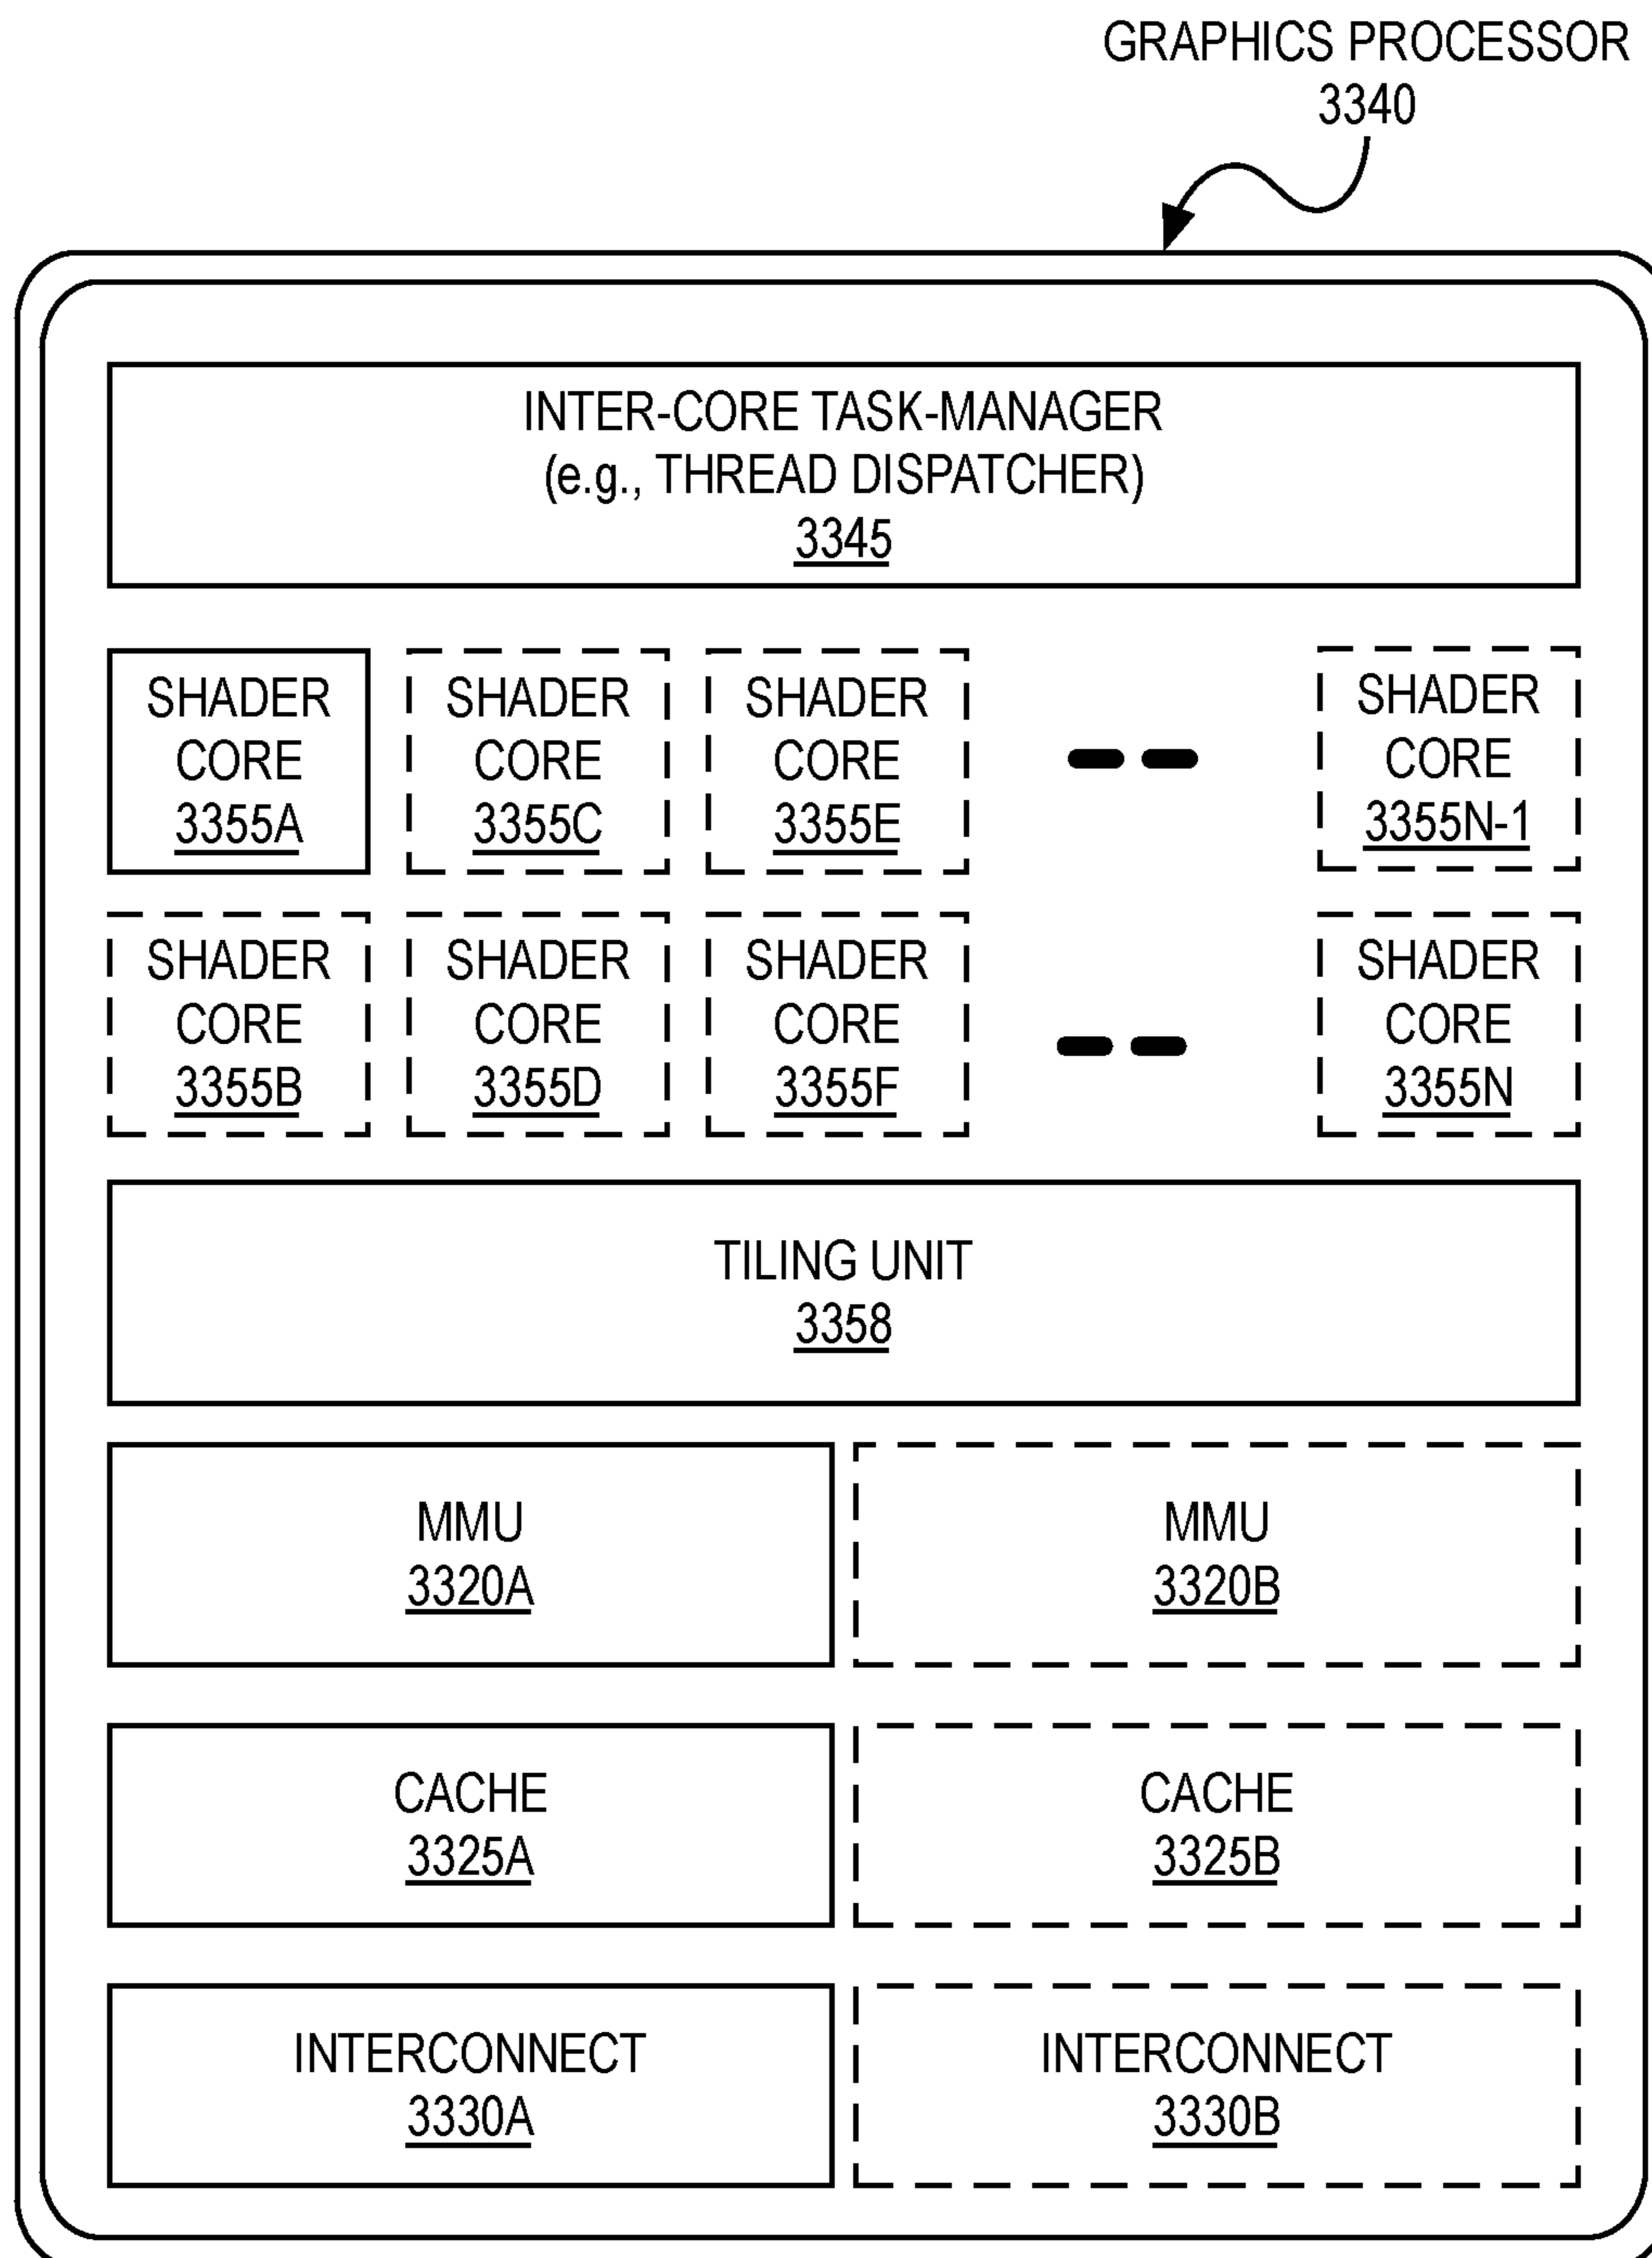 GRAPHICS PROCESSOR
3340
INTER-CORE TASK-MANAGER
(e.g., THREAD DISPATCHER)
3345
SHADER
CORE
3355A
SHADER
CORE
3355C
SHADER
CORE
3355E
SHADER
CORE
3355N-1
SHADER
CORE
3355B
SHADER
CORE
3355D
SHADER
CORE
3355F
SHADER
CORE
3355N
TILING UNIT
3358
MMU
3320A
MMU
3320B
CACHE
3325A
CACHE
3325B
INTERCONNECT
3330A
INTERCONNECT
3330B